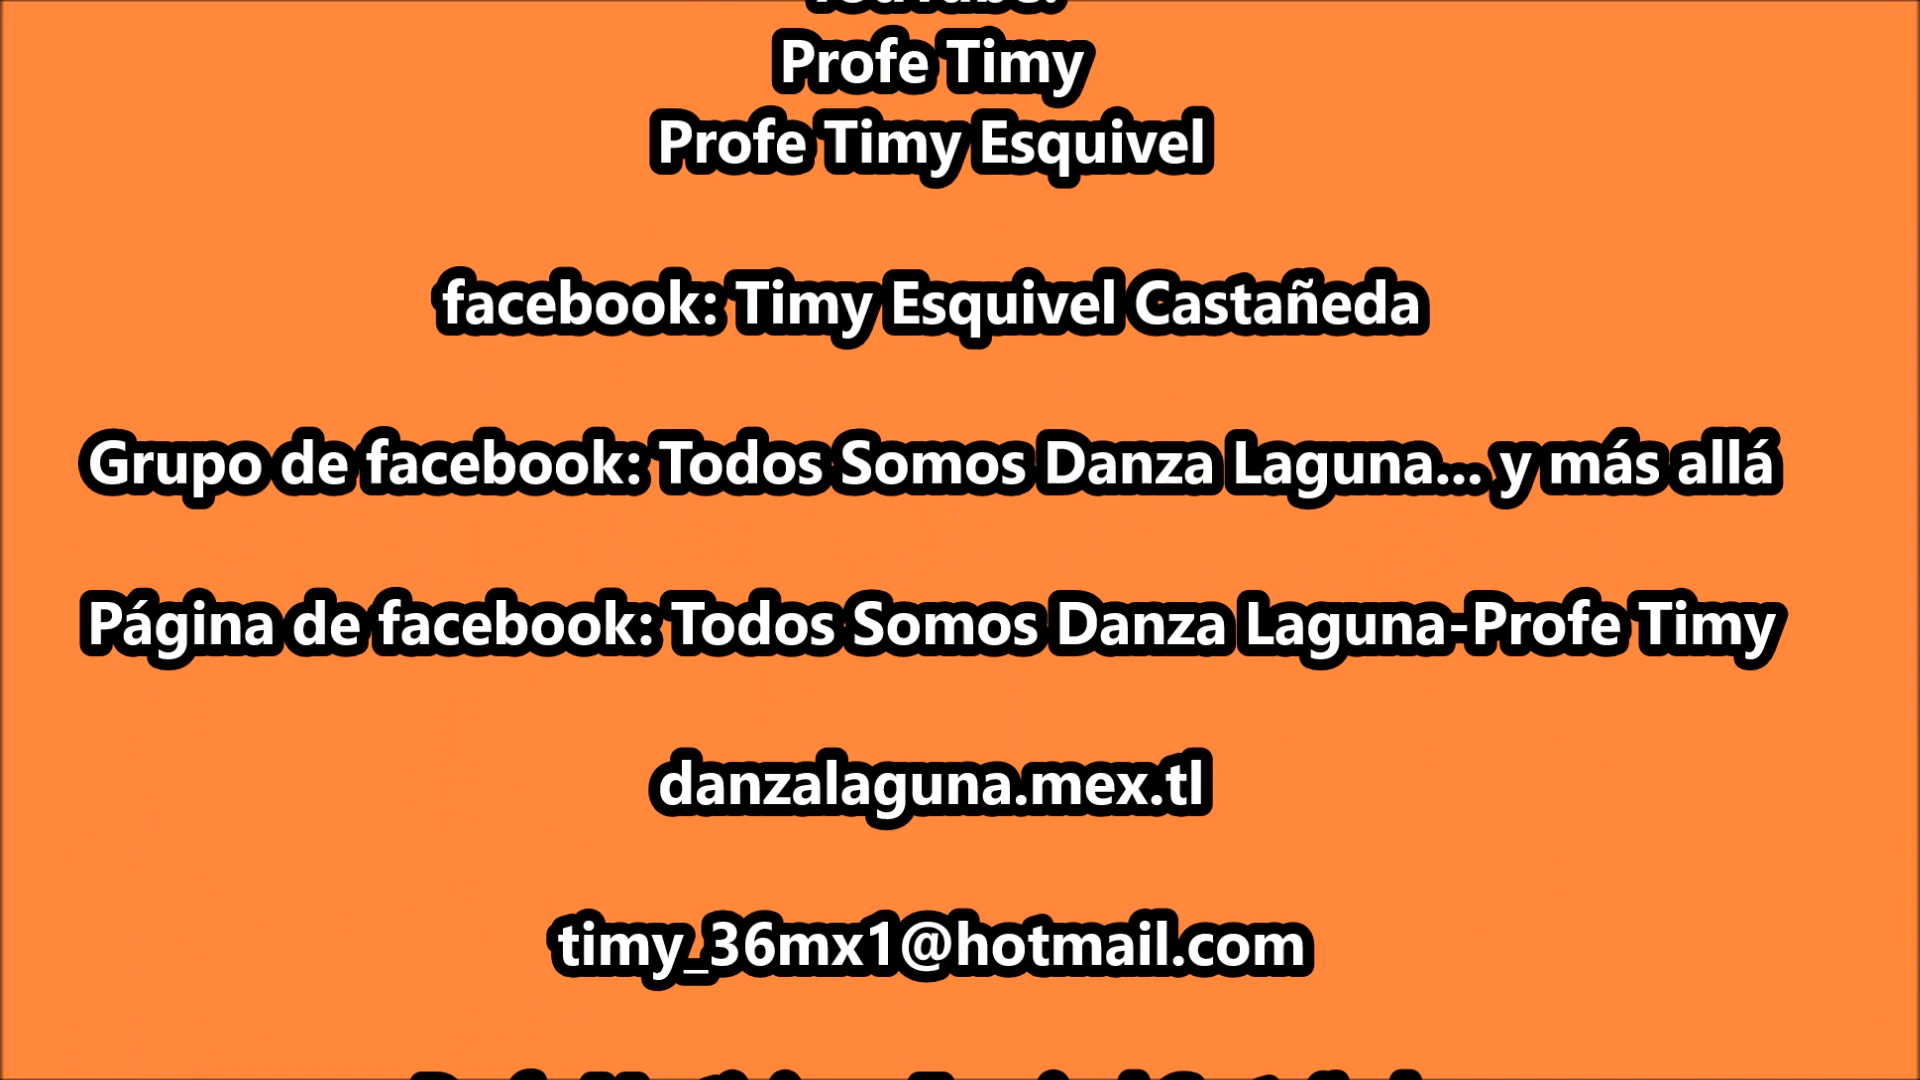 Profe Timy
Profe Timy Esquivel
facebook: Timy Esquivel Castañeda
Grupo de facebook: Todos Somos Danza Laguna... y más allá
Página de facebook: Todos Somos Danza Laguna-Profe Timy
danzalaguna.mex.tl
timy_36mx1@hotmail.com